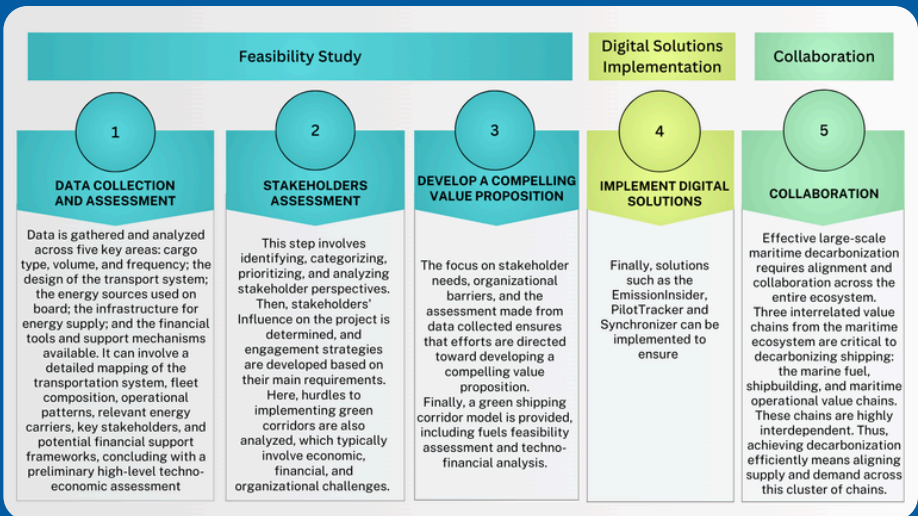 Feasibility Study
Digital Solutions
Implementation
Collaboration
1
DATA COLLECTION
AND ASSESSMENT
Data is gathered and analyzed
across five key areas: cargo
type, volume, and frequency; the
design of the transport system;
the energy sources used on
board; the infrastructure for
energy supply; and the financial
tools and support mechanisms
available. It can involve a
detailed mapping of the
transportation system, fleet
composition, operational
patterns, relevant energy
carriers, key stakeholders, and
potential financial support
frameworks, concluding with a
preliminary high-level techno-
economic assessment
2
STAKEHOLDERS
ASSESSMENT
This step involves
identifying, categorizing,
prioritizing, and analyzing
stakeholder perspectives.
Then, stakeholders'
Influence on the project is
determined, and
engagement strategies
are developed based on
their main requirements.
Here, hurdles to
implementing green
corridors are also
analyzed, which typically
involve economic,
financial, and
organizational challenges.
3
DEVELOP A COMPELLING
VALUE PROPOSITION
The focus on stakeholder
needs, organizational
barriers, and the
assessment made from
data collected ensures
that efforts are directed
toward developing a
compelling value
proposition.
Finally, a green shipping
corridor model is provided,
including fuels feasibility
assessment and techno-
financial analysis.
4
IMPLEMENT DIGITAL
SOLUTIONS
Finally, solutions
such as the
EmissionInsider,
PilotTracker and
Synchronizer can be
implemented to
ensure
5
COLLABORATION
Effective large-scale
maritime decarbonization
requires alignment and
collaboration across the
entire ecosystem.
Three interrelated value
chains from the maritime
ecosystem are critical to
decarbonizing shipping:
the marine fuel,
shipbuilding, and maritime
operational value chains.
These chains are highly
interdependent. Thus,
achieving decarbonization
efficiently means aligning
supply and demand across
this cluster of chains.